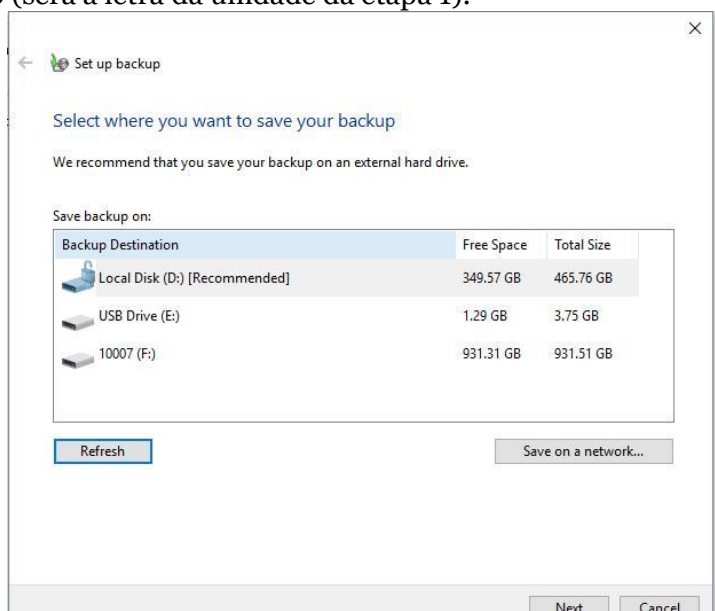 (será a letra da unidade da etapa 1).
Set up backup
Select where you want to save your backup
We recommend that you save your backup on an external hard drive.
Save backup on:
Backup Destination Free Space Total Size
Local Disk (D:) [Recommended] 349.57 GB 465.76 GB
USB Drive (E:) 1.29 GB 3.75 GB
10007 (F:) 931.31 GB 931.51 GB
Refresh Save on a network...
Next Cancel